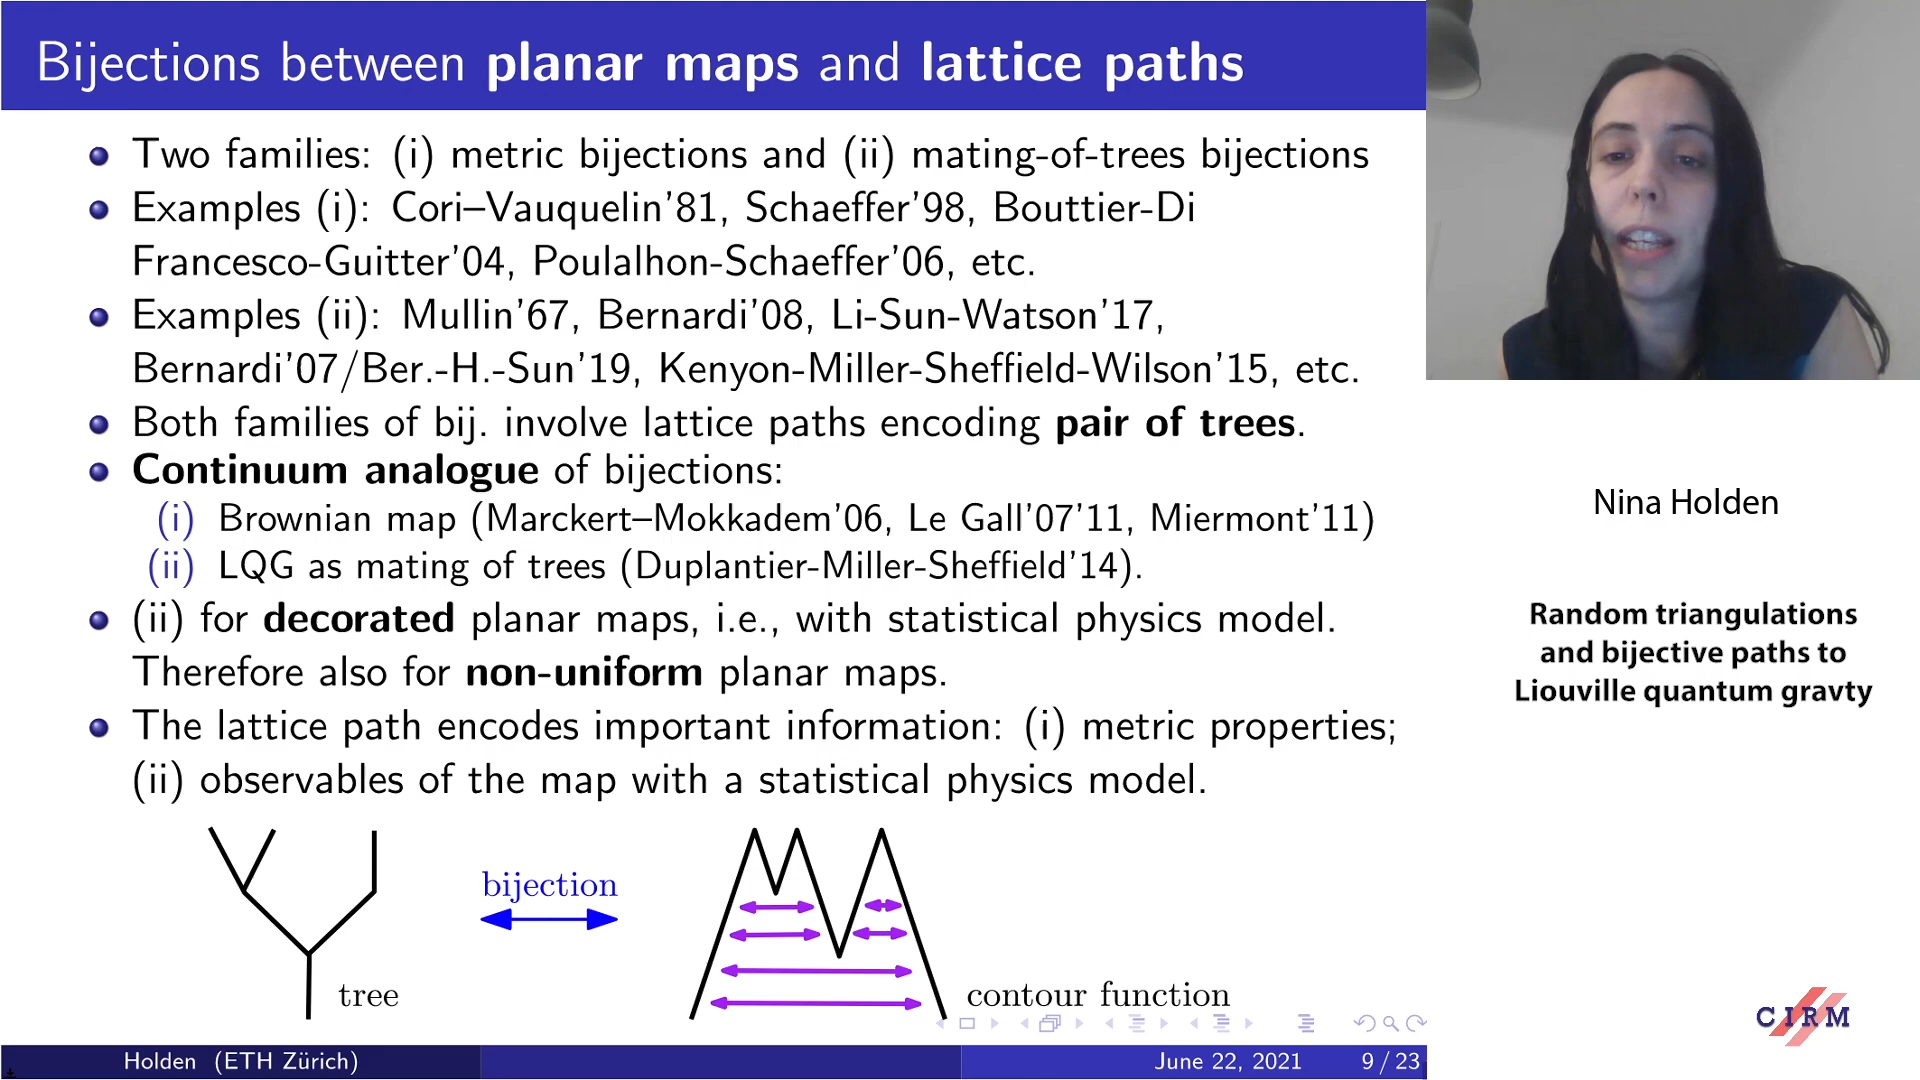 Bijections between planar maps and lattice paths
Two families: (i) metric bijections and (ii) mating-of-trees bijections
Examples (i): Cori–Vauquelin'81, Schaeffer'98, Bouttier-Di
Francesco-Guitter'04, Poulalhon-Schaeffer'06, etc.
Examples (ii): Mullin'67, Bernardi'08, Li-Sun-Watson'17,
Bernardi'07/Ber.-H.-Sun'19, Kenyon-Miller-Sheffield-Wilson'15, etc.
Both families of bij. involve lattice paths encoding pair of trees.
Continuum analogue of bijections:
(i) Brownian map (Marckert–Mokkadem'06, Le Gall'07'11, Miermont'11)
(ii) LQG as mating of trees (Duplantier-Miller-Sheffield'14).
(ii) for decorated planar maps, i.e., with statistical physics model.
Therefore also for non-uniform planar maps.
The lattice path encodes important information: (i) metric properties;
(ii) observables of the map with a statistical physics model.
bijection
tree
contour function
Holden (ETH Zürich)
June 22, 2021
9 / 23
Nina Holden
Random triangulations
and bijective paths to
Liouville quantum gravty
CIRM